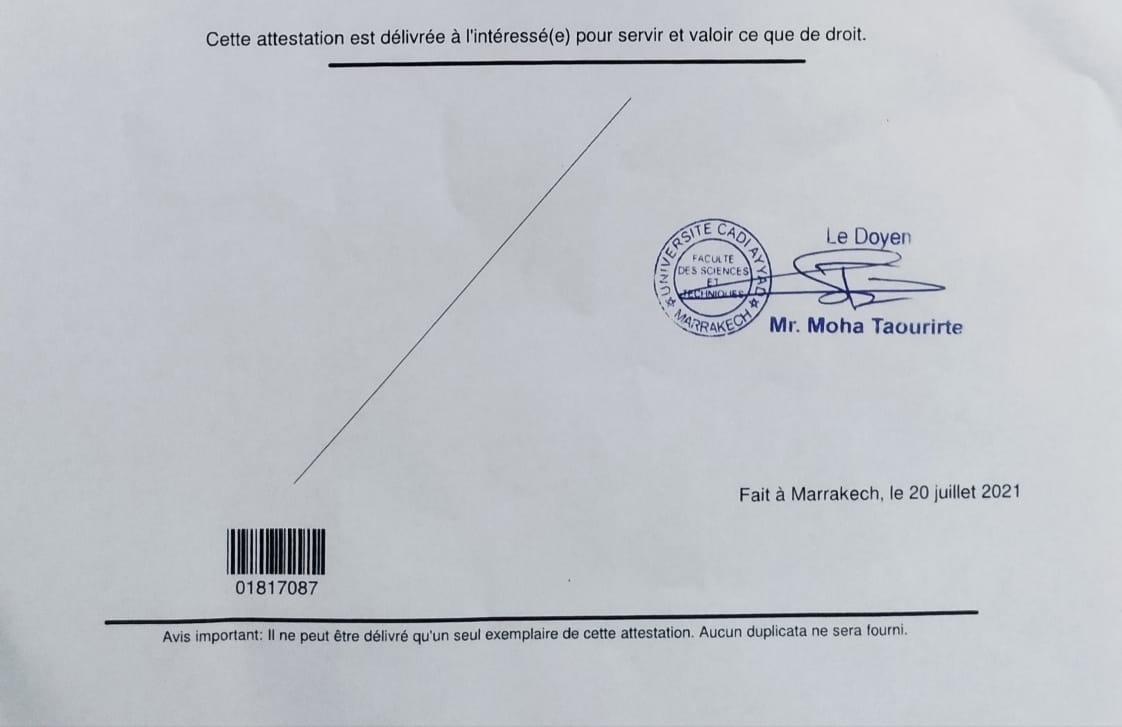 Cette attestation est délivrée à l'intéressé(e) pour servir et valoir ce que de droit.
UNIVERSITE CADI AYYAD
FACULTE
DES SCIENCES
ET
TECHNIQUES
MARRAKECH
Le Doyen
Mr. Moha Taourirte
Fait à Marrakech, le 20 juillet 2021
01817087
Avis important: Il ne peut être délivré qu'un seul exemplaire de cette attestation. Aucun duplicata ne sera fourni.